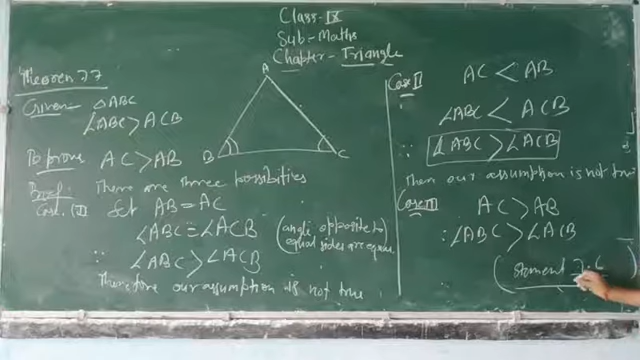 Class-IX
Sub-Maths
Chapter-Triangle
Theorem 7.7
Given- △ABC
∠ABC > ACB
To prove AC > AB
Proof: There are three possibities
Case (I) Let AB = AC
∠ABC = ∠ACB (angle opposite to equal sides are equal)
∵ ∠ABC > ∠ACB
Therefore our assumption is not true
A
B
C
Case II
AC < AB
∠ABC < ACB
∵ ∠ABC > ∠ACB
Then our assumption is not true
Case III
AC > AB
∴ ∠ABC > ∠ACB
7.6